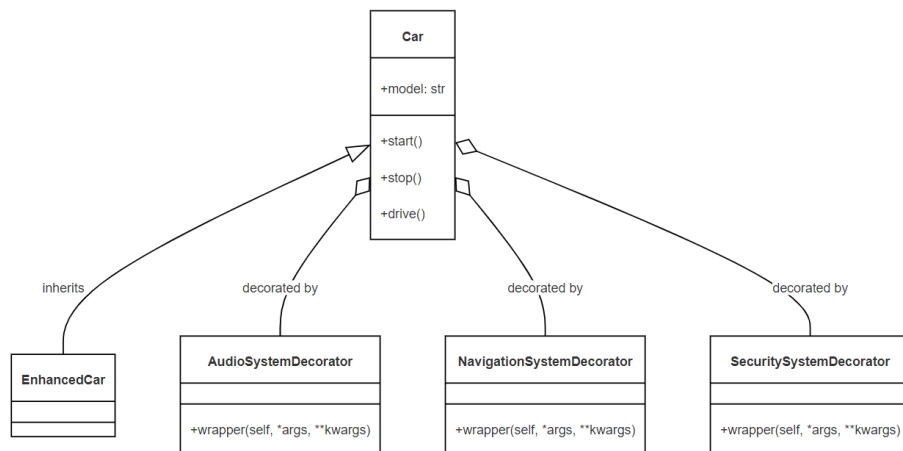 Car
+model: str
+start()
+stop()
+drive()
inherits
decorated by
decorated by
decorated by
EnhancedCar
AudioSystemDecorator
+wrapper(self, *args, **kwargs)
NavigationSystemDecorator
+wrapper(self, *args, **kwargs)
SecuritySystemDecorator
+wrapper(self, *args, **kwargs)